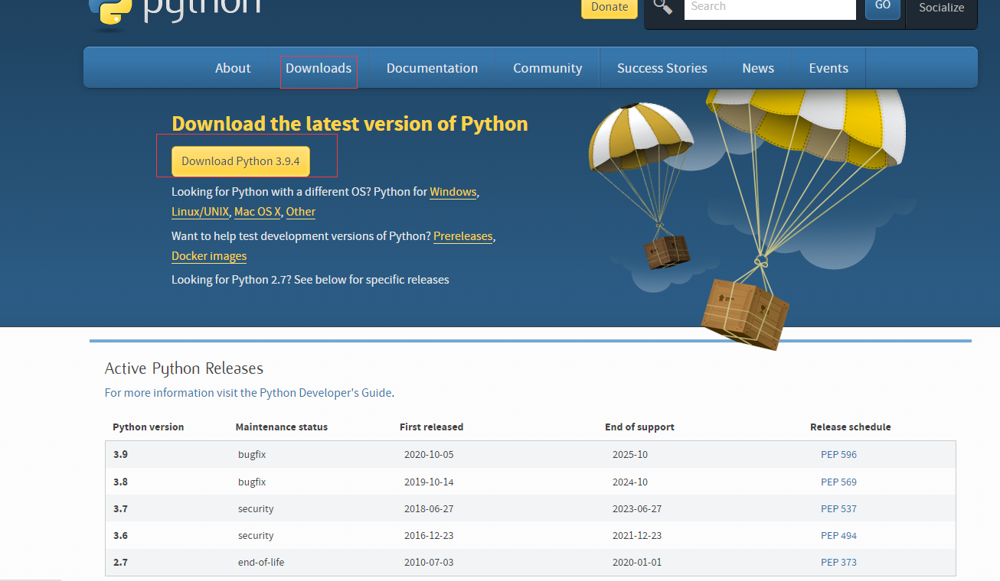 python
Donate
Search
GO
Socialize
About
Downloads
Documentation
Community
Success Stories
News
Events
Download the latest version of Python
Download Python 3.9.4
Looking for Python with a different OS? Python for Windows,
Linux/UNIX, Mac OS X, Other
Want to help test development versions of Python? Prereleases,
Docker images
Looking for Python 2.7? See below for specific releases
Active Python Releases
For more information visit the Python Developer's Guide.
Python version Maintenance status First released End of support Release schedule
3.9 bugfix 2020-10-05 2025-10 PEP 596
3.8 bugfix 2019-10-14 2024-10 PEP 569
3.7 security 2018-06-27 2023-06-27 PEP 537
3.6 security 2016-12-23 2021-12-23 PEP 494
2.7 end-of-life 2010-07-03 2020-01-01 PEP 373